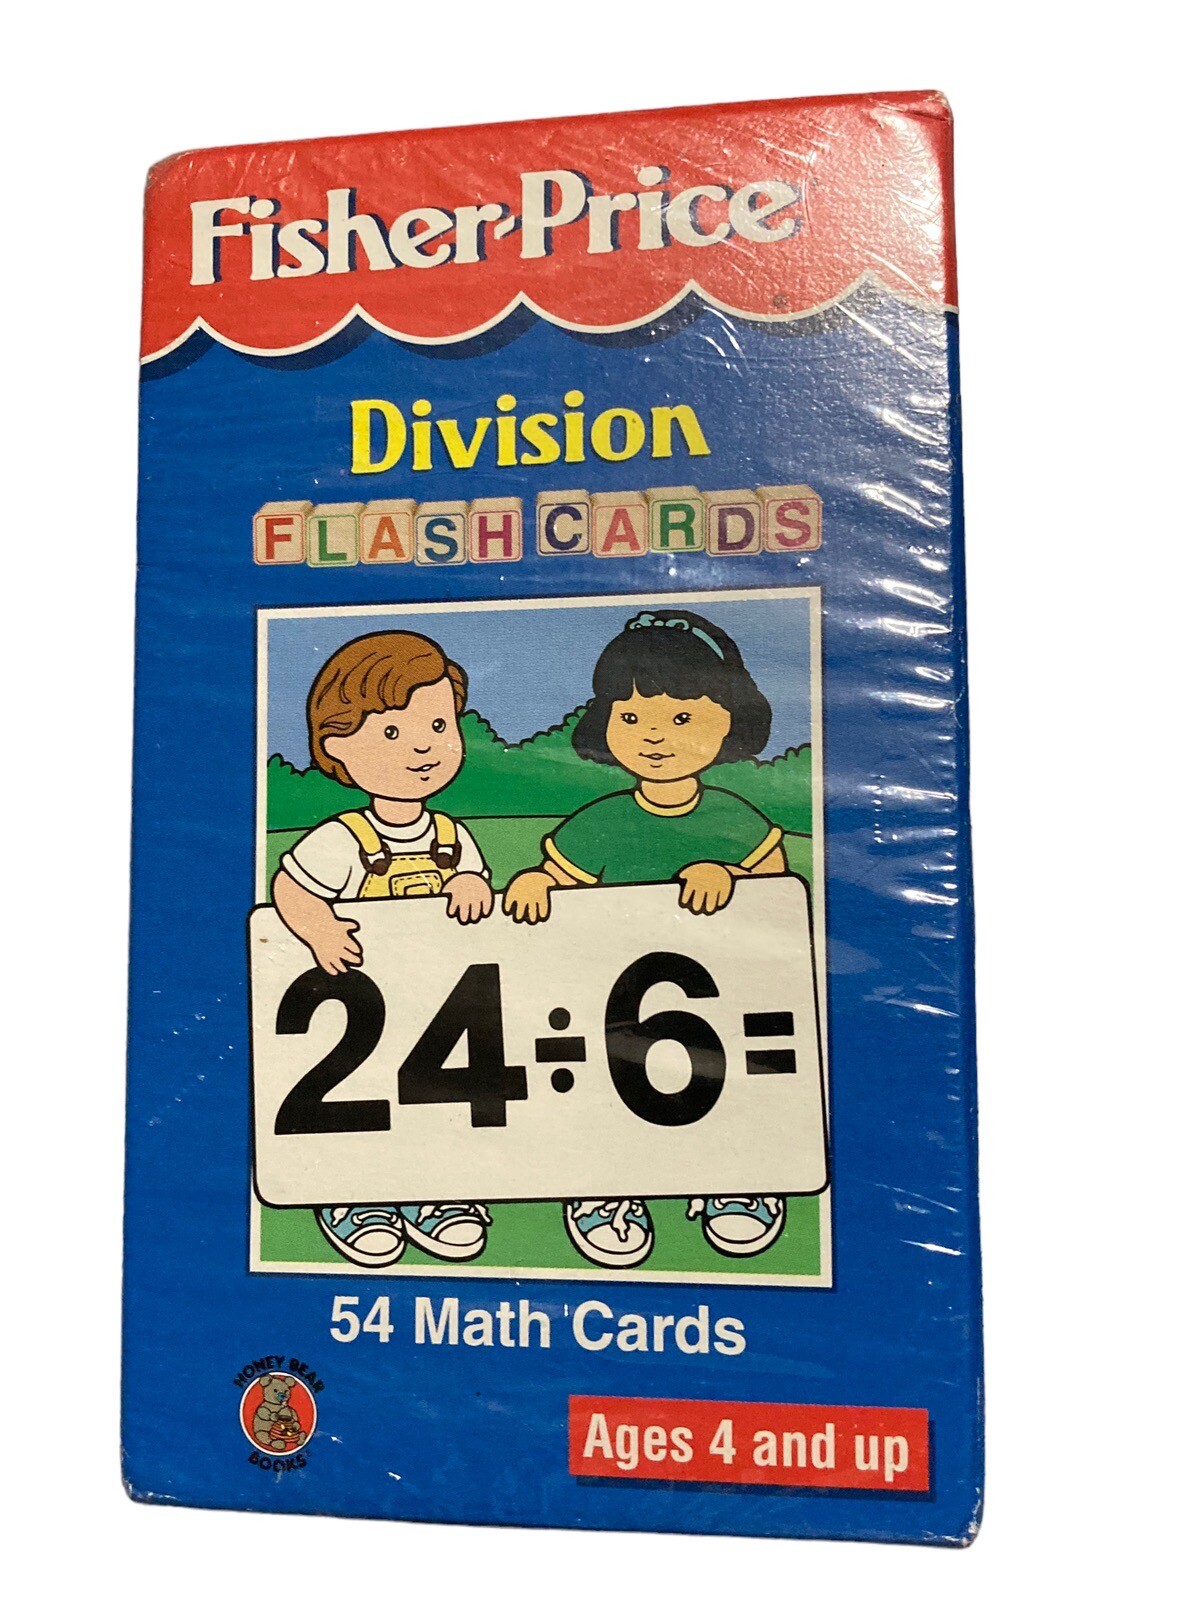 Fisher-Price
Division
FLASH CARDS
24÷6=
54 Math Cards
HONEY BEAR
BOOKS
Ages 4 and up